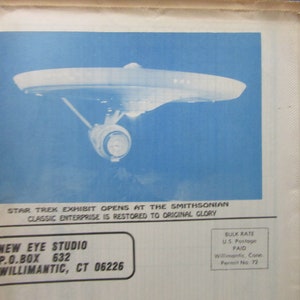 STAR TREK EXHIBIT OPENS AT THE SMITHSONIAN
CLASSIC ENTERPRISE IS RESTORED TO ORIGINAL GLORY
NEW EYE STUDIO
P.O.BOX 632
WILLIMANTIC, CT 06226
BULK RATE
U.S. Postage
PAID
Willimantic, Conn.
Permit No. 72